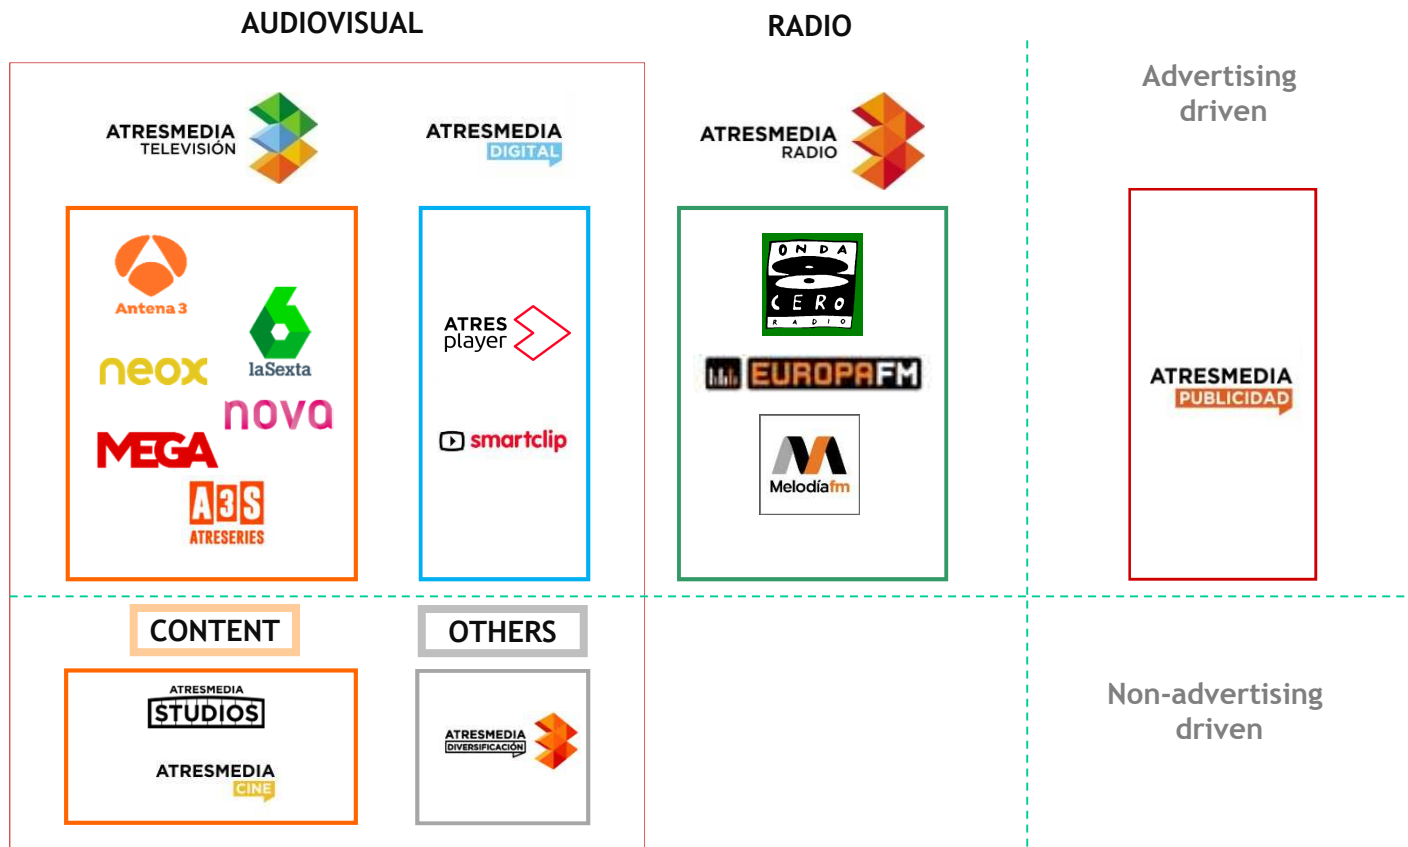 AUDIOVISUAL
RADIO
Advertising
driven
ATRESMEDIA
TELEVISIÓN
ATRESMEDIA
DIGITAL
ATRESMEDIA
RADIO
Antena 3
laSexta
neox
nova
MEGA
A3S
ATRESERIES
ATRES
player
smartclip
ONDA
CERO
RADIO
EUROPA FM
Melodíafm
ATRESMEDIA
PUBLICIDAD
CONTENT
OTHERS
ATRESMEDIA
STUDIOS
ATRESMEDIA
CINE
ATRESMEDIA
DIVERSIFICACIÓN
Non-advertising
driven